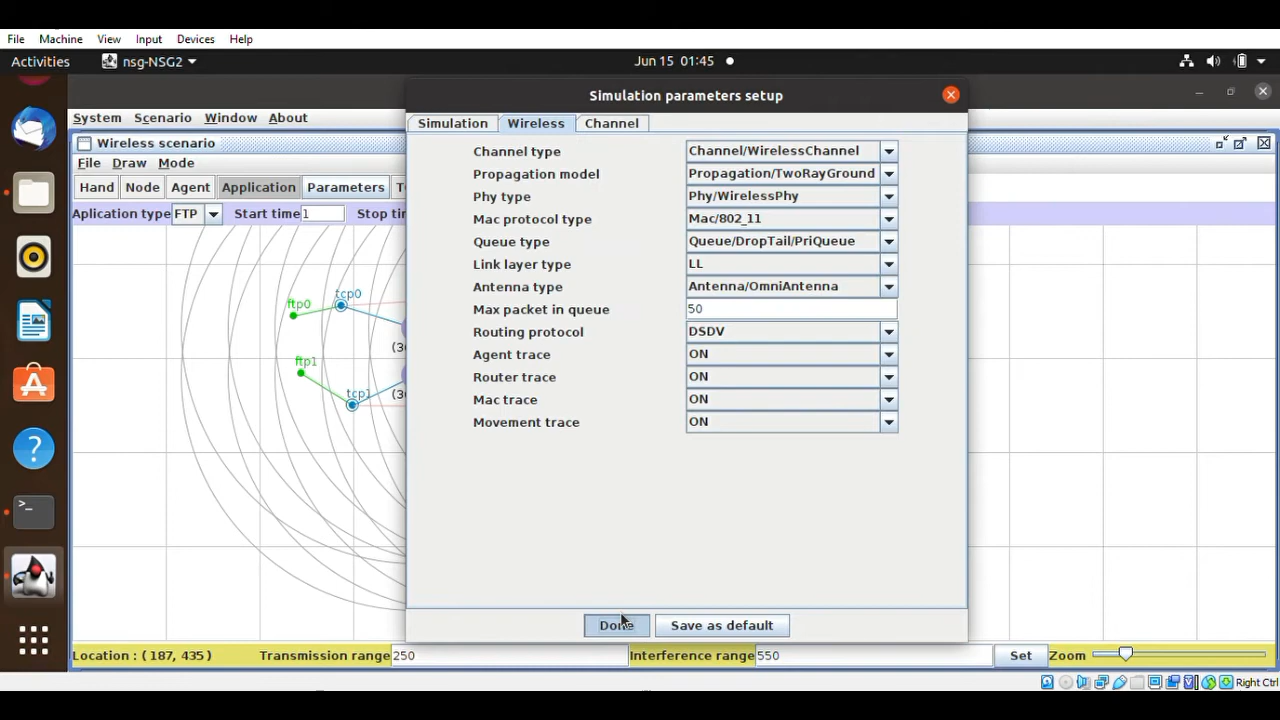 File Machine View Input Devices Help
Activities nsg-NSG2 Jun 15 01:45
Simulation parameters setup
System Scenario Window About
Simulation Wireless Channel
Wireless scenario
File Draw Mode
Hand Node Agent Application Parameters
Aplication type FTP Start time 1 Stop
Channel type Channel/WirelessChannel
Propagation model Propagation/TwoRayGround
Phy type Phy/WirelessPhy
Mac protocol type Mac/802_11
Queue type Queue/DropTail/PriQueue
Link layer type LL
Antenna type Antenna/OmniAntenna
Max packet in queue 50
Routing protocol DSDV
Agent trace ON
Router trace ON
Mac trace ON
Movement trace ON
tcp0
ftp0
ftp1
tcp1
Done Save as default
Location : ( 187, 435 ) Transmission range 250 Interference range 550 Set Zoom
Right Ctrl